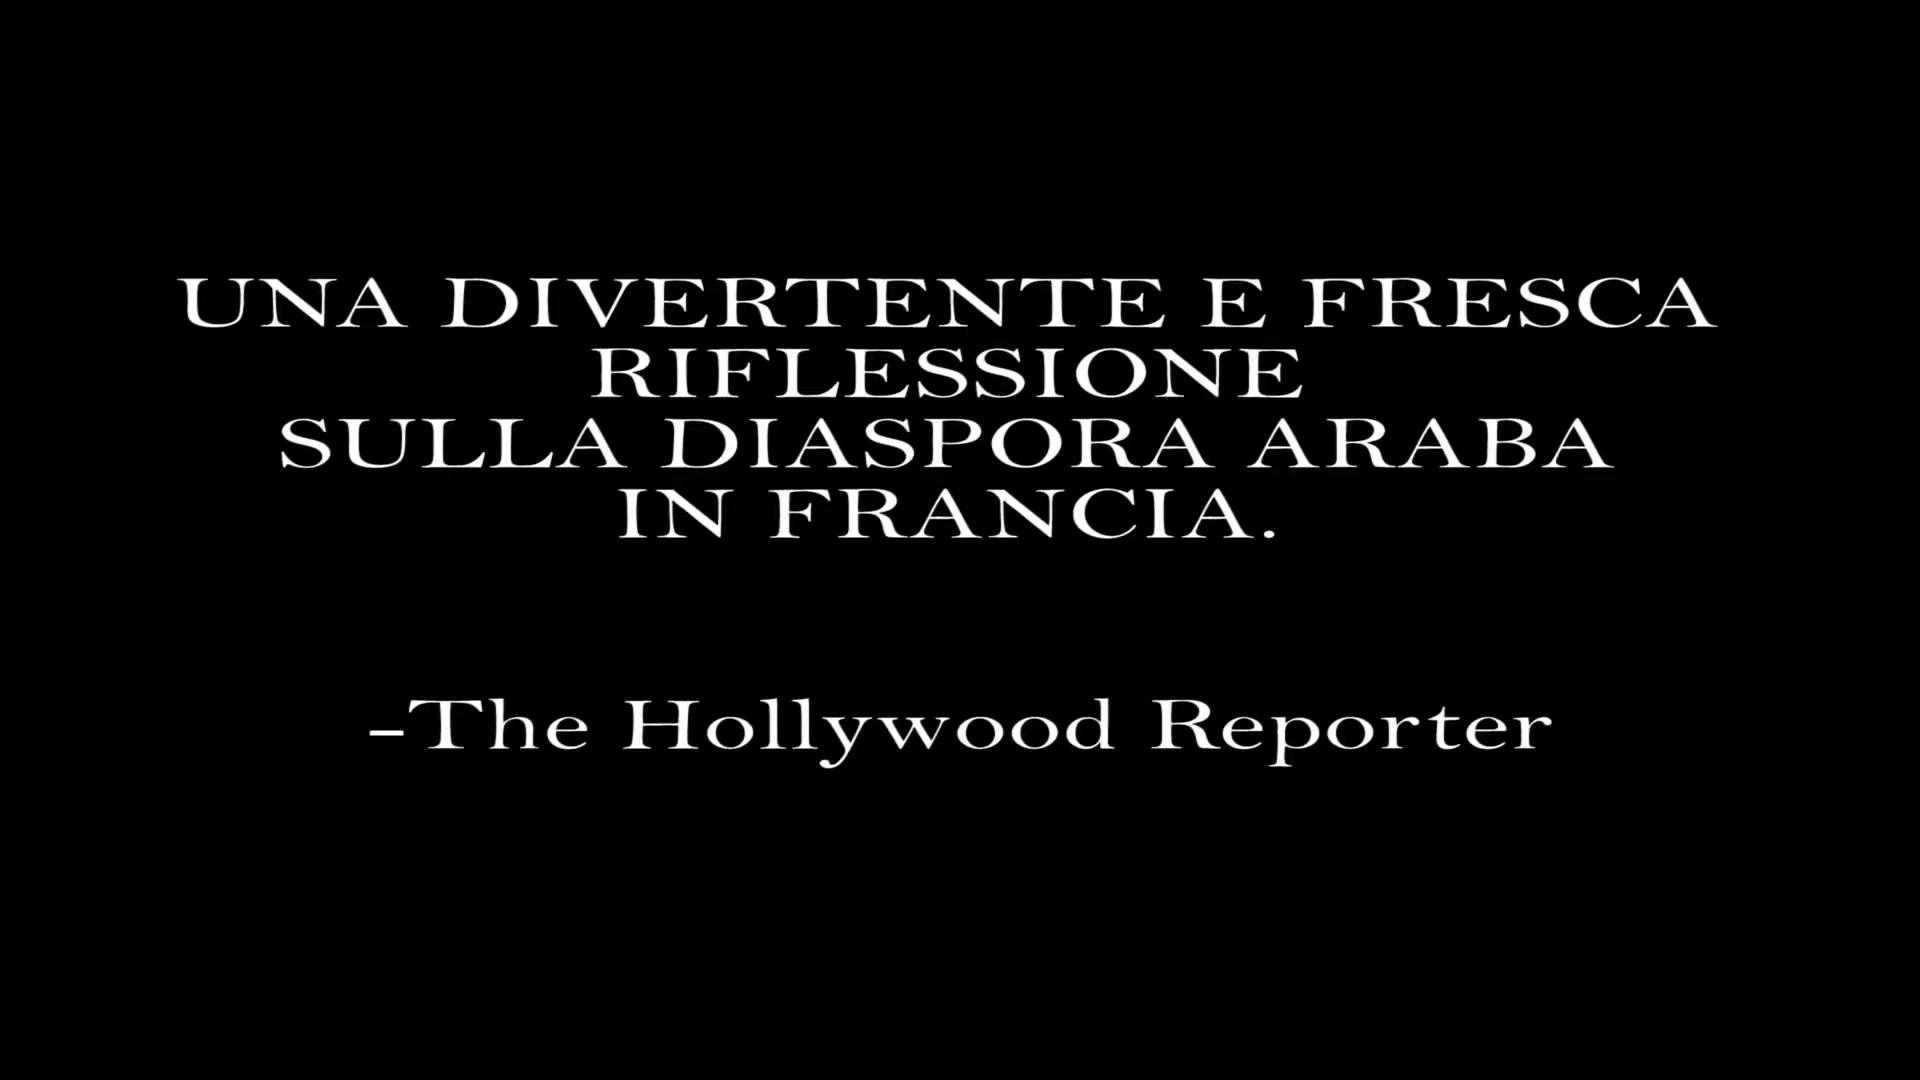 UNA DIVERTENTE E FRESCA
RIFLESSIONE
SULLA DIASPORA ARABA
IN FRANCIA.
–The Hollywood Reporter